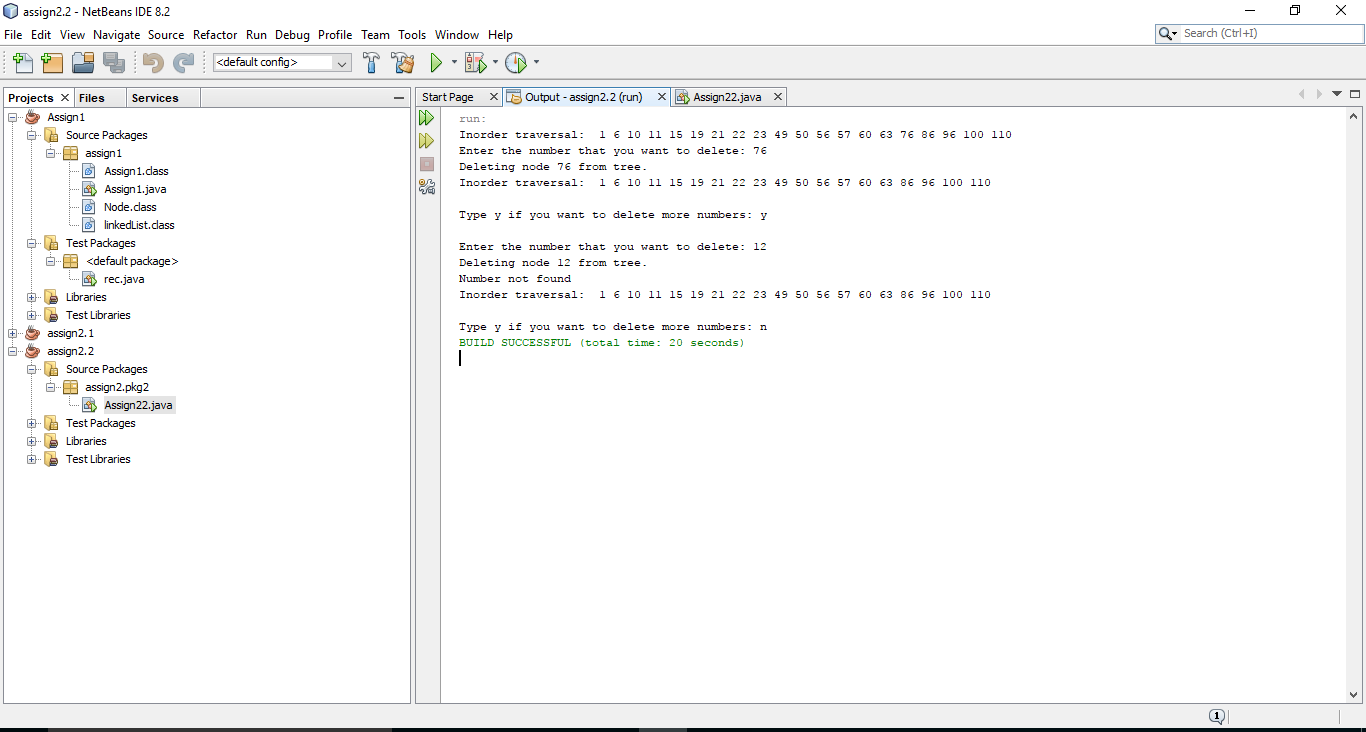 assign2.2 - NetBeans IDE 8.2
File Edit View Navigate Source Refactor Run Debug Profile Team Tools Window Help
Search (Ctrl+I)
<default config>
Projects Files Services
Assign1
Source Packages
assign1
Assign1.class
Assign1.java
Node.class
linkedList.class
Test Packages
<default package>
rec.java
Libraries
Test Libraries
assign2.1
assign2.2
Source Packages
assign2.pkg2
Assign22.java
Test Packages
Libraries
Test Libraries
Start Page Output - assign2.2 (run) Assign22.java
run:
Inorder traversal:  1 6 10 11 15 19 21 22 23 49 50 56 57 60 63 76 86 96 100 110
Enter the number that you want to delete: 76
Deleting node 76 from tree.
Inorder traversal:  1 6 10 11 15 19 21 22 23 49 50 56 57 60 63 86 96 100 110
Type y if you want to delete more numbers: y
Enter the number that you want to delete: 12
Deleting node 12 from tree.
Number not found
Inorder traversal:  1 6 10 11 15 19 21 22 23 49 50 56 57 60 63 86 96 100 110
Type y if you want to delete more numbers: n
BUILD SUCCESSFUL (total time: 20 seconds)
1